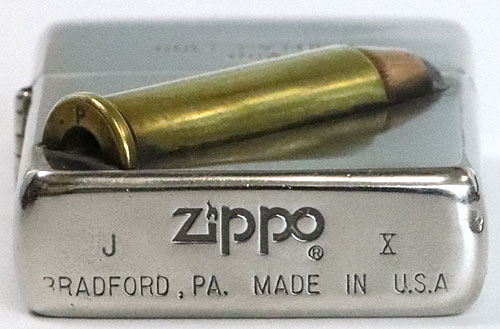 P
zippo®
J X
BRADFORD, PA. MADE IN U.S.A